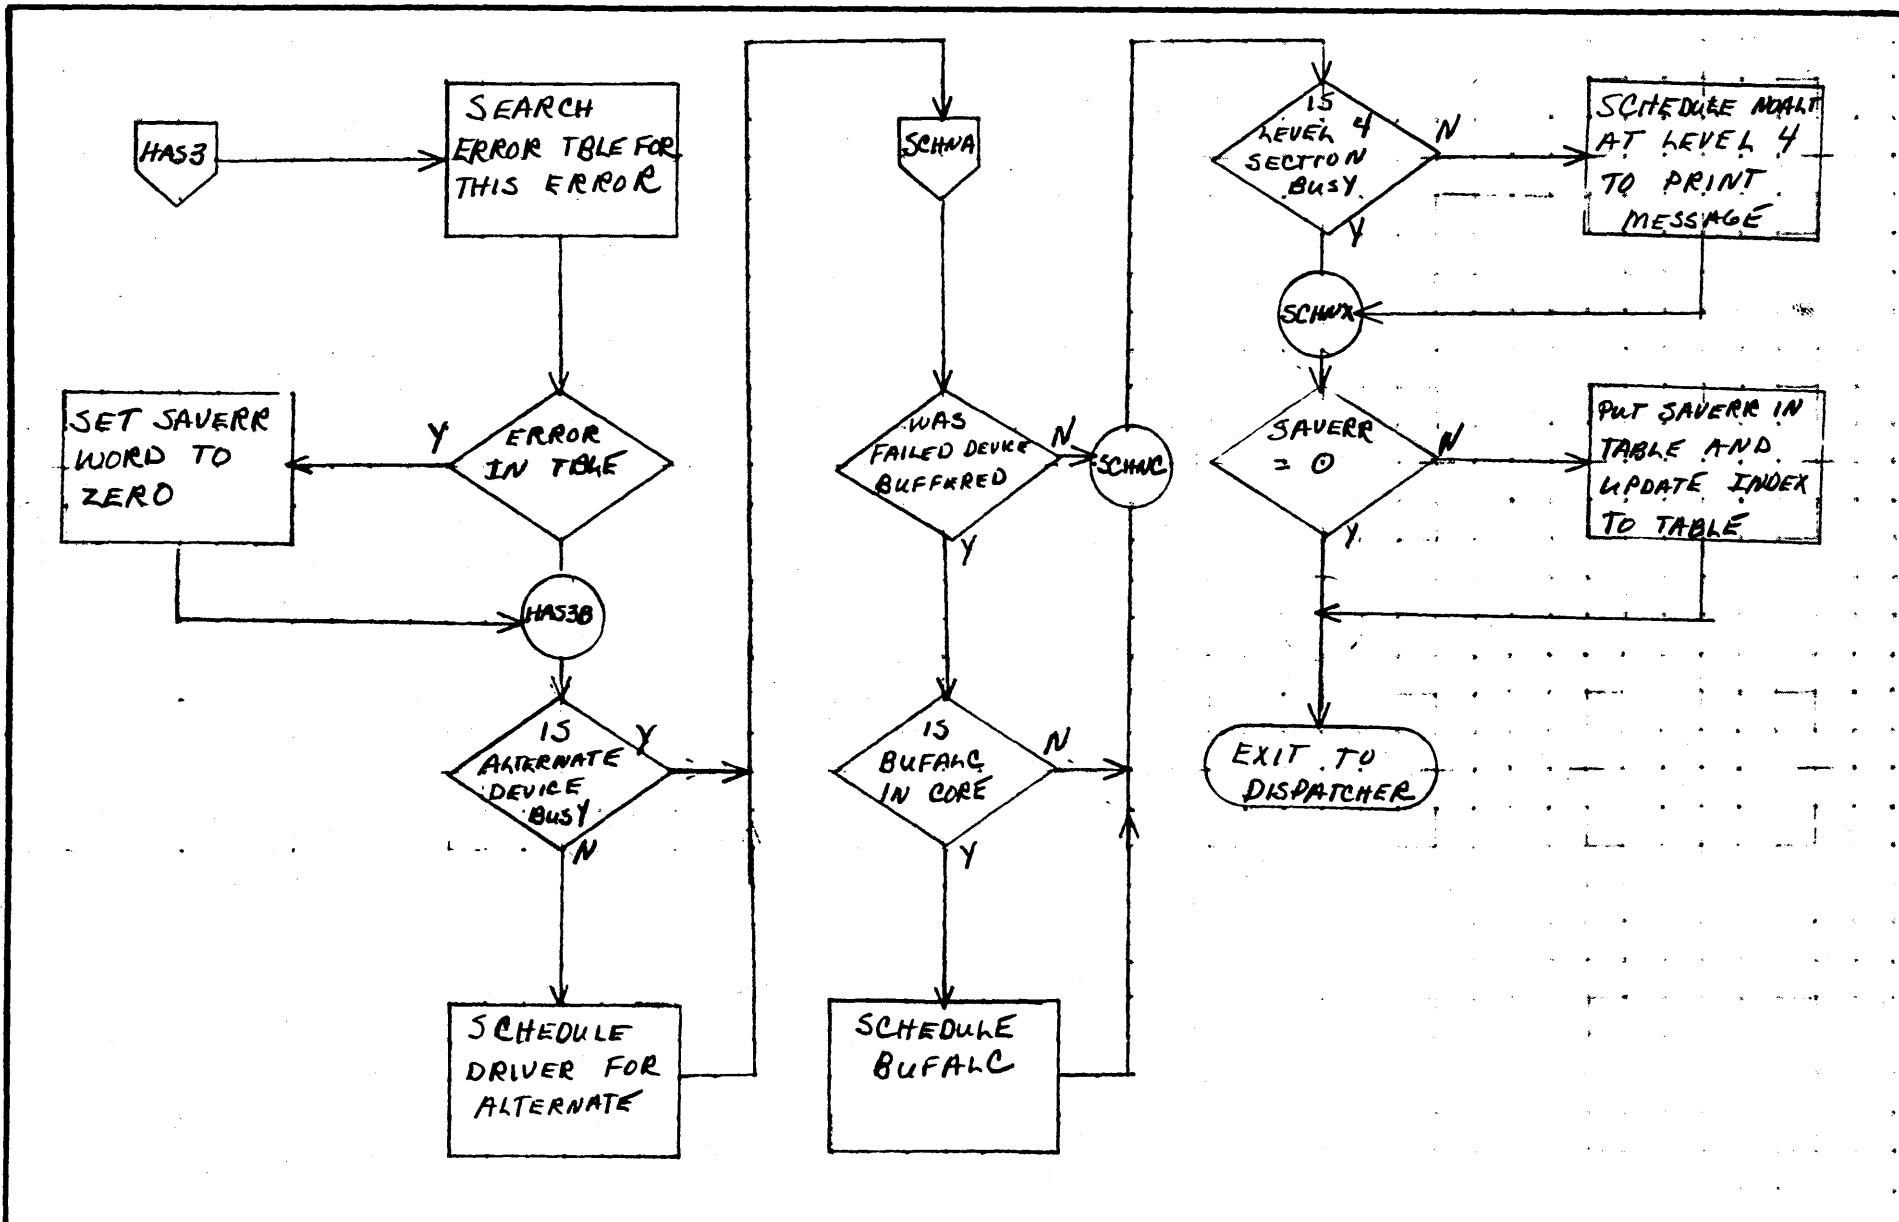 HAS3
SEARCH
ERROR TBLE FOR
THIS ERROR
SET SAVERR
WORD TO
ZERO
Y
ERROR
IN TBLE
HAS3B
IS
ALTERNATE
DEVICE
BUSY
Y
N
SCHEDULE
DRIVER FOR
ALTERNATE
SCHNA
WAS
FAILED DEVICE
BUFFERED
N
Y
SCHNC
IS
BUFALC
IN CORE
N
Y
SCHEDULE
BUFALC
IS
LEVEL 4
SECTION
BUSY
N
Y
SCHEDULE NOALT
AT LEVEL 4
TO PRINT
MESSAGE
SCHNX
SAVERR
= 0
N
Y
PUT SAVERR IN
TABLE AND
UPDATE INDEX
TO TABLE
EXIT TO
DISPATCHER